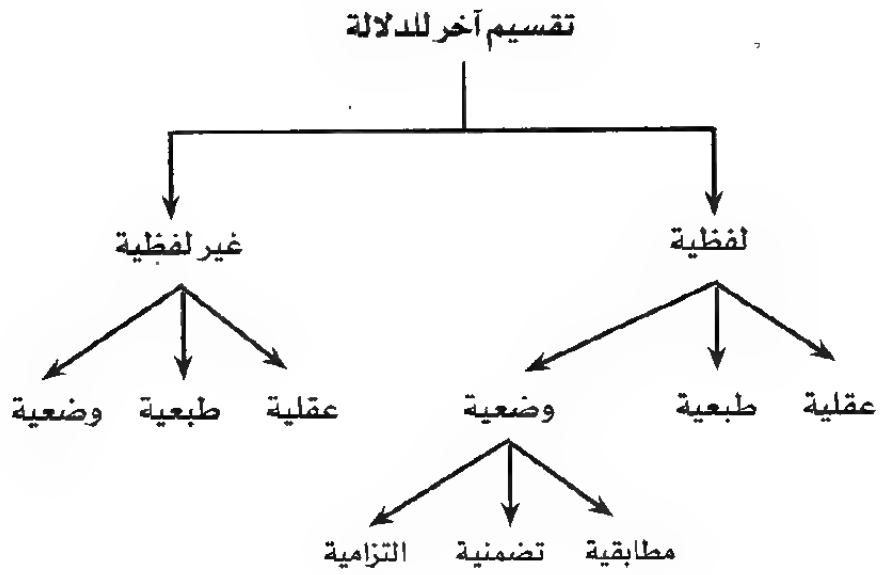 تقسيم آخر للدلالة
لفظية غير لفظية
عقلية طبعية وضعية عقلية طبعية وضعية
مطابقية تضمنية التزامية